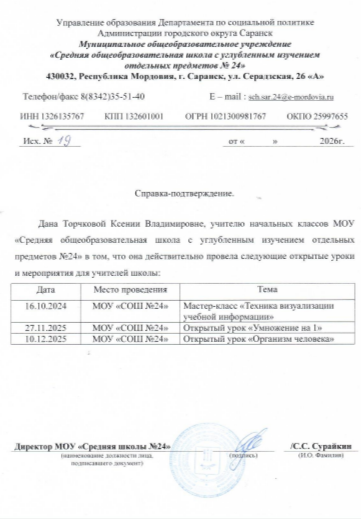 Управление образования Департамента по социальной политике
Администрации городского округа Саранск
Муниципальное общеобразовательное учреждение
«Средняя общеобразовательная школа с углубленным изучением
отдельных предметов № 24»
430032, Республика Мордовия, г. Саранск, ул. Серадзская, 26 «А»
Телефон/факс 8(8342)35-51-40 E – mail : sch.sar.24@e-mordovia.ru
ИНН 1326135767 КПП 132601001 ОГРН 1021300981767 ОКПО 25997655
Исх. № 19 от « » 2026г.
Справка-подтверждение.
Дана Торчковой Ксении Владимировне, учителю начальных классов МОУ
«Средняя общеобразовательная школа с углубленным изучением отдельных
предметов №24» в том, что она действительно провела следующие открытые уроки
и мероприятия для учителей школы:
Дата Место проведения Тема
16.10.2024 МОУ «СОШ №24» Мастер-класс «Техника визуализации
учебной информации»
27.11.2025 МОУ «СОШ №24» Открытый урок «Умножение на 1»
10.12.2025 МОУ «СОШ №24» Открытый урок «Организм человека»
Директор МОУ «Средняя школы №24» /С.С. Сурайкин
(наименование должности лица, (подпись) (И.О. Фамилия)
подписавшего документ)